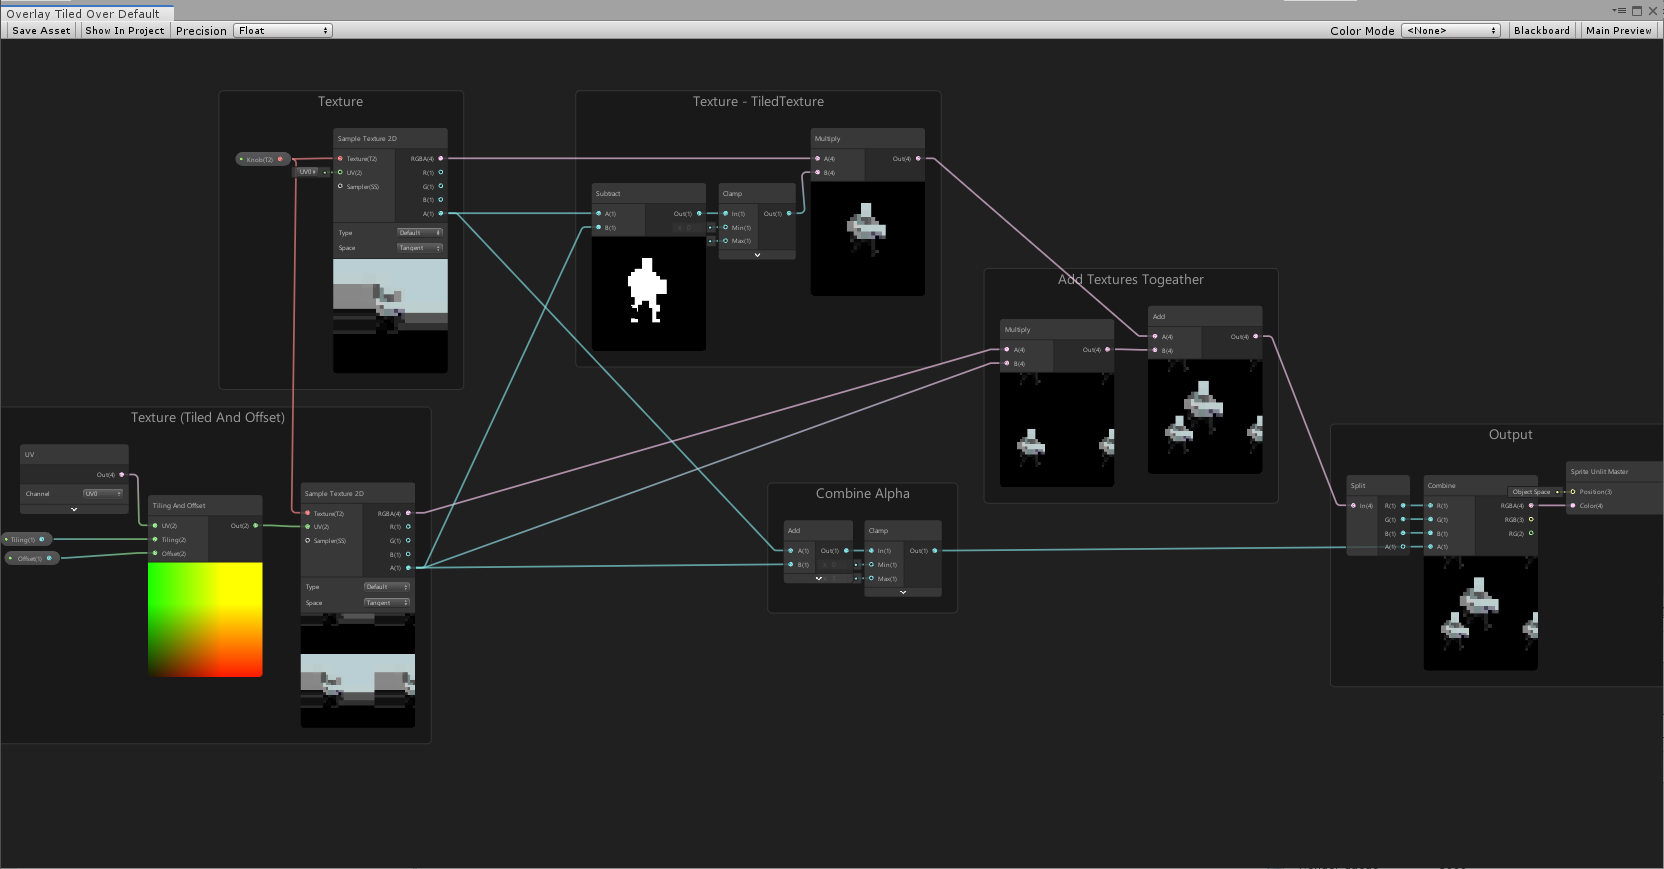 Overlay Tiled Over Default
Save Asset
Show In Project
Precision
Float
Color Mode
<None>
Blackboard
Main Preview
Texture
Knob(T2)
UV0
Sample Texture 2D
Texture(T2)
UV(2)
Sampler(SS)
RGBA(4)
R(1)
G(1)
B(1)
A(1)
Type
Default
Space
Tangent
Texture - TiledTexture
Subtract
A(1)
B(1)
Out(1)
Clamp
In(1)
Min(1)
Max(1)
Out(1)
Multiply
A(4)
B(4)
Out(4)
Add Textures Togeather
Multiply
A(4)
B(4)
Out(4)
Add
A(4)
B(4)
Out(4)
Texture (Tiled And Offset)
UV
Out(4)
Channel
UV0
Tiling(1)
Offset(1)
Tiling And Offset
UV(2)
Tiling(2)
Offset(2)
Out(2)
Sample Texture 2D
Texture(T2)
UV(2)
Sampler(SS)
RGBA(4)
R(1)
G(1)
B(1)
A(1)
Type
Default
Space
Tangent
Combine Alpha
Add
A(1)
B(1)
Out(1)
Clamp
In(1)
Min(1)
Max(1)
Out(1)
Output
Split
In(4)
R(1)
G(1)
B(1)
A(1)
Combine
R(1)
G(1)
B(1)
A(1)
RGBA(4)
RGB(3)
RG(2)
Object Space
Sprite Unlit Master
Position(3)
Color(4)